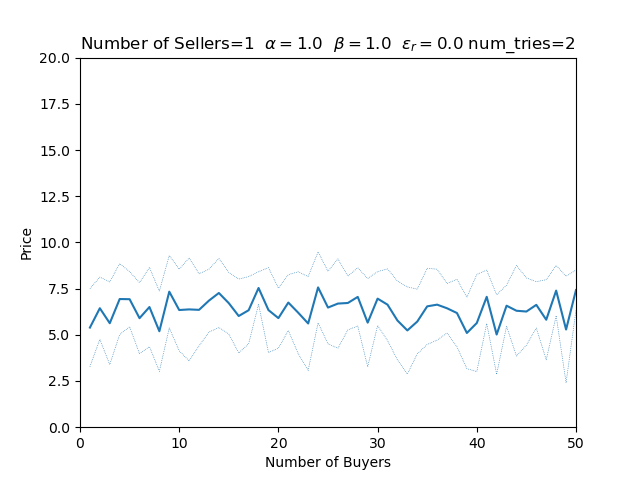 Number of Sellers=1 α = 1.0 β = 1.0 εr = 0.0 num_tries=2
20.0
17.5
15.0
12.5
10.0
7.5
5.0
2.5
0.0
Price
0 10 20 30 40 50
Number of Buyers